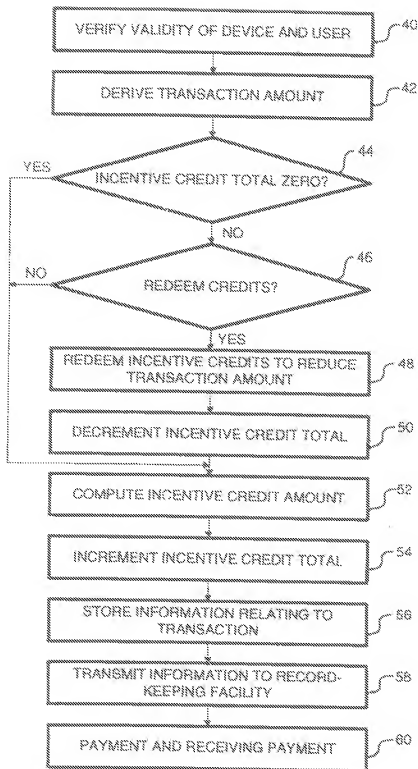 VERIFY VALIDITY OF DEVICE AND USER
40
DERIVE TRANSACTION AMOUNT
42
44
YES
INCENTIVE CREDIT TOTAL ZERO?
NO
46
NO
REDEEM CREDITS?
YES
REDEEM INCENTIVE CREDITS TO REDUCE
TRANSACTION AMOUNT
48
DECREMENT INCENTIVE CREDIT TOTAL
50
COMPUTE INCENTIVE CREDIT AMOUNT
52
INCREMENT INCENTIVE CREDIT TOTAL
54
STORE INFORMATION RELATING TO
TRANSACTION
56
TRANSMIT INFORMATION TO RECORD-
KEEPING FACILITY
58
PAYMENT AND RECEIVING PAYMENT
60